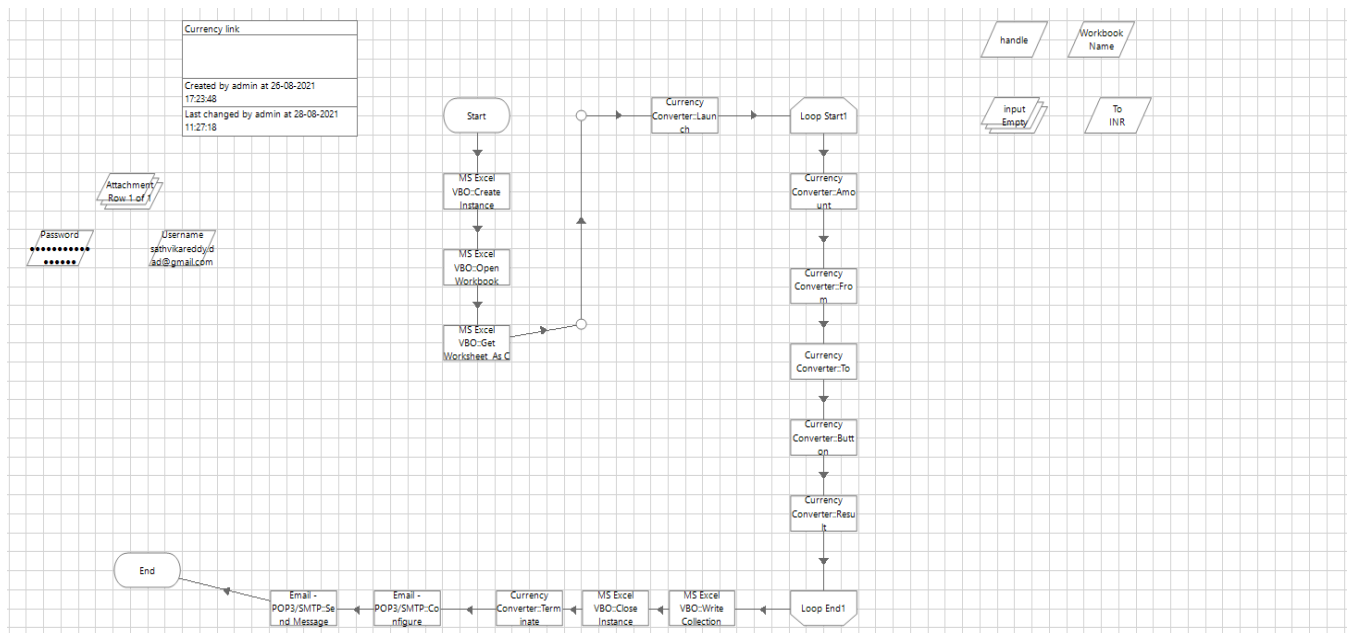 Currency link
Created by admin at 26-08-2021
17:23:48
Last changed by admin at 28-08-2021
11:27:18
handle
Workbook
Name
input
Empty
To
INR
Attachment
Row 1 of 1
Password
•••••••••••
••••••
Username
sathvikareddy.d
ad@gmail.com
Start
MS Excel
VBO::Create
Instance
MS Excel
VBO::Open
Workbook
MS Excel
VBO::Get
Worksheet As C
Currency
Converter::Laun
ch
Loop Start1
Currency
Converter::Amo
unt
Currency
Converter::Fro
m
Currency
Converter::To
Currency
Converter::Butt
on
Currency
Converter::Resu
lt
Loop End1
MS Excel
VBO::Write
Collection
MS Excel
VBO::Close
Instance
Currency
Converter::Term
inate
Email -
POP3/SMTP::Co
nfigure
Email -
POP3/SMTP::Se
nd Message
End